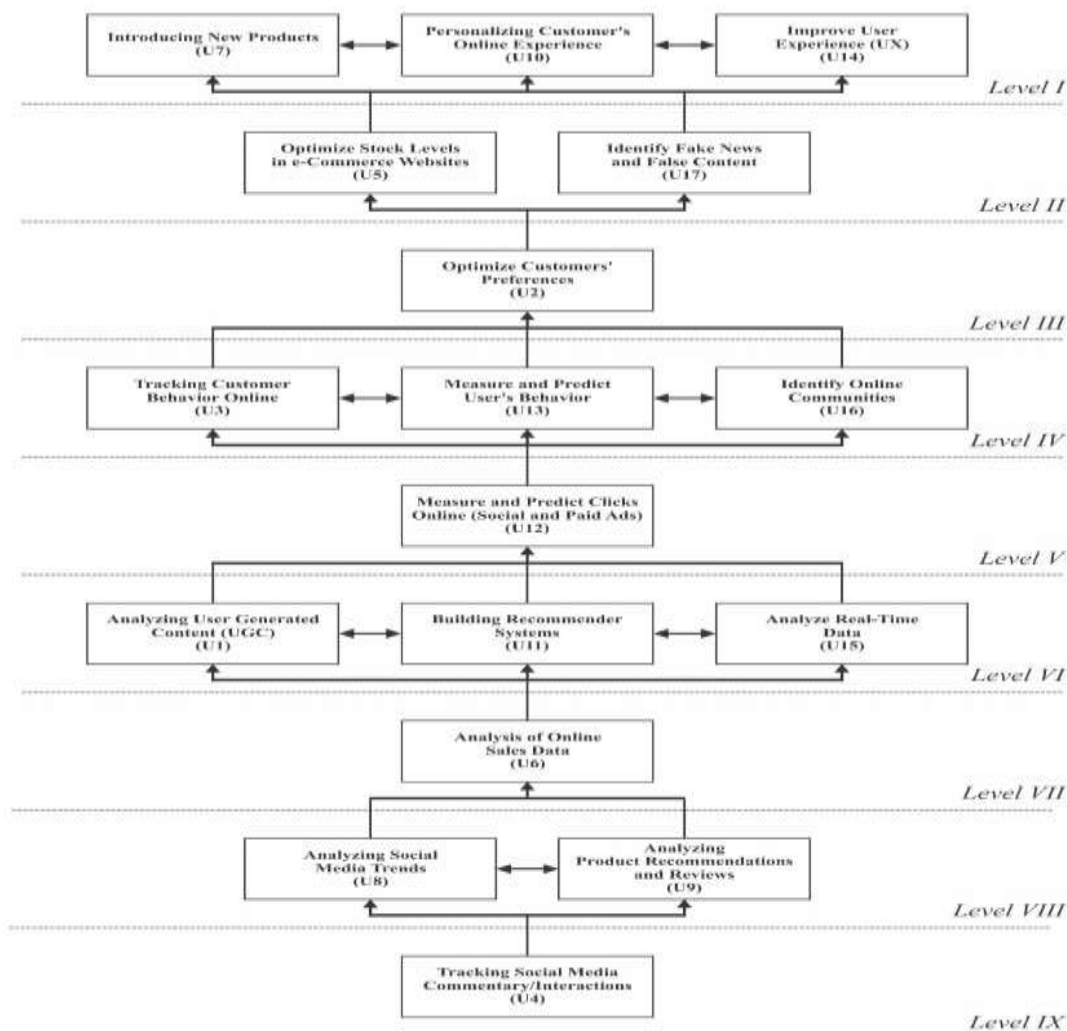 Introducing New Products
(U7)
Personalizing Customer's
Online Experience
(U10)
Improve User
Experience (UX)
(U14)
Level I
Optimize Stock Levels
in e-Commerce Websites
(U5)
Identify Fake News
and False Content
(U17)
Level II
Optimize Customers'
Preferences
(U2)
Level III
Tracking Customer
Behavior Online
(U3)
Measure and Predict
User's Behavior
(U13)
Identify Online
Communities
(U16)
Level IV
Measure and Predict Clicks
Online (Social and Paid Ads)
(U12)
Level V
Analyzing User Generated
Content (UGC)
(U1)
Building Recommender
Systems
(U11)
Analyze Real-Time
Data
(U15)
Level VI
Analysis of Online
Sales Data
(U6)
Level VII
Analyzing Social
Media Trends
(U8)
Analyzing
Product Recommendations
and Reviews
(U9)
Level VIII
Tracking Social Media
Commentary/Interactions
(U4)
Level IX